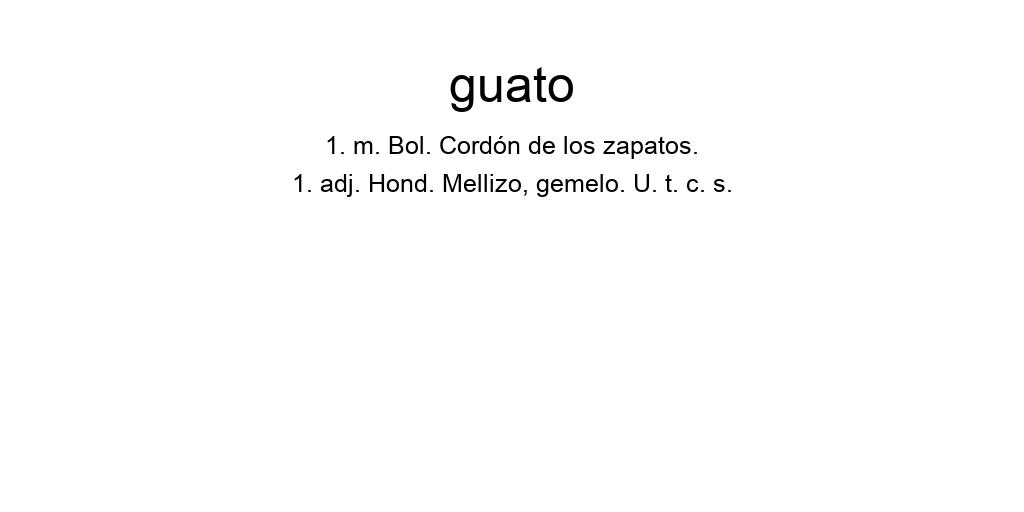 guato
1. m. Bol. Cordón de los zapatos.
1. adj. Hond. Mellizo, gemelo. U. t. c. s.